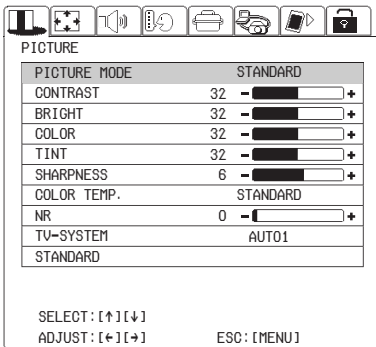 PICTURE
PICTURE MODE STANDARD
CONTRAST 32 - +
BRIGHT 32 - +
COLOR 32 - +
TINT 32 - +
SHARPNESS 6 - +
COLOR TEMP. STANDARD
NR 0 - +
TV-SYSTEM AUTO1
STANDARD
SELECT:[↑][↓]
ADJUST:[←][→] ESC:[MENU]